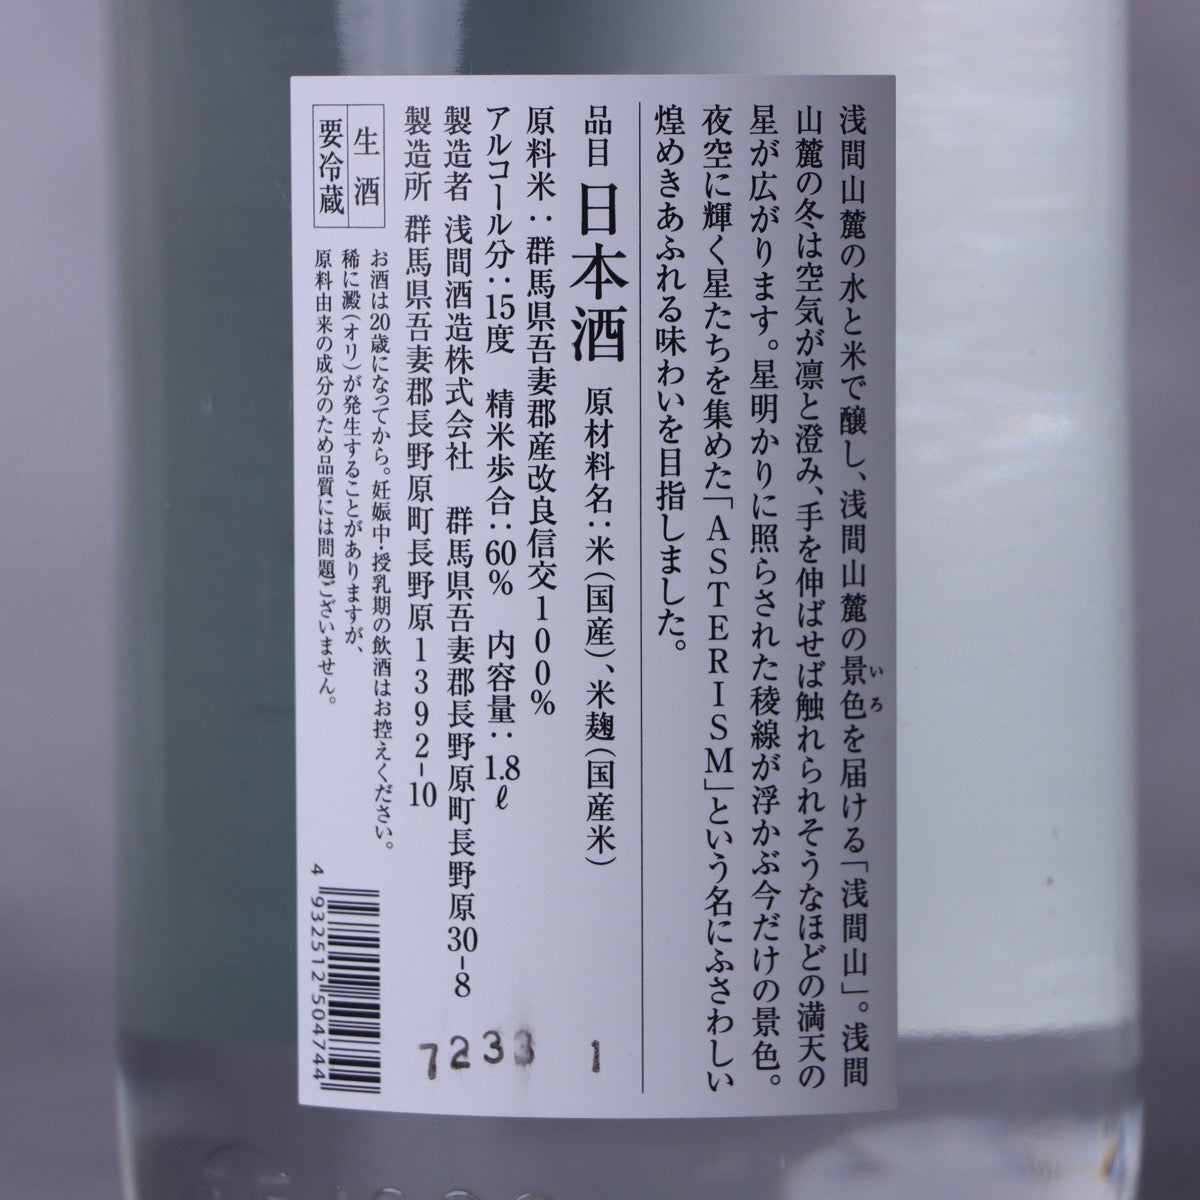 浅間山麓の水と米で醸し、浅間山麓の景色を届ける「浅間山」。浅間
いろ
山麓の冬は空気が凛と澄み、手を伸ばせば触れられそうなほどの満天の
星が広がります。星明かりに照らされた稜線が浮かぶ今だけの景色。
夜空に輝く星たちを集めた「ASTERISM」という名にふさわしい
煌めきあふれる味わいを目指しました。
品目 日本酒 原材料名:米(国産)、米麹(国産米)
原料米:群馬県吾妻郡産改良信交100%
アルコール分:15度 精米歩合:60% 内容量:1.8ℓ
製造者 浅間酒造株式会社 群馬県吾妻郡長野原町長野原30-8
製造所 群馬県吾妻郡長野原町長野原1392-10
生酒
要冷蔵
お酒は20歳になってから。妊娠中・授乳期の飲酒はお控えください。
稀に澱(オリ)が発生することがありますが、
原料由来の成分のため品質には問題ございません。
4 932512 504744
7233 1